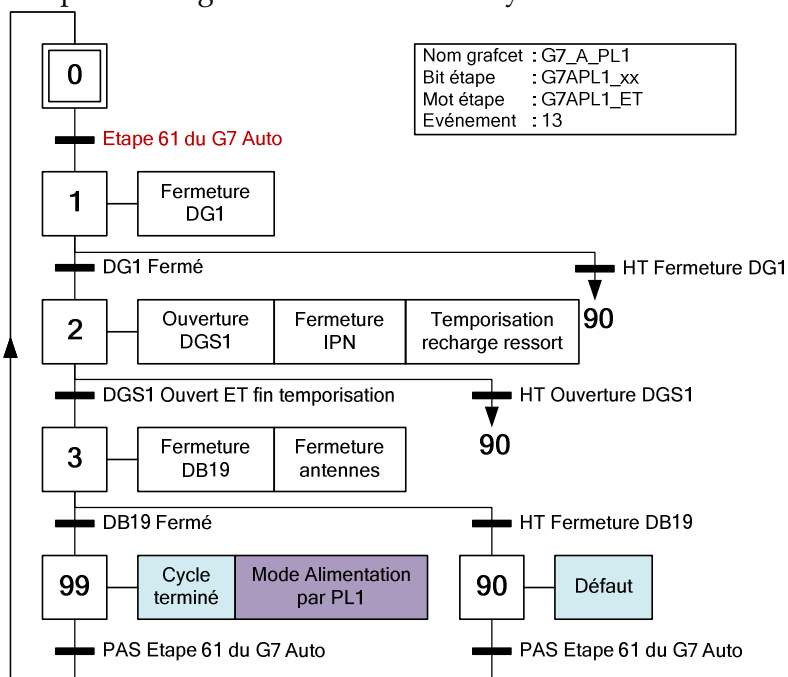 0
Nom grafcet : G7_A_PL1
Bit étape : G7APL1_xx
Mot étape : G7APL1_ET
Evénement : 13
Etape 61 du G7 Auto
1
Fermeture
DG1
DG1 Fermé
HT Fermeture DG1
90
2
Ouverture
DGS1
Fermeture
IPN
Temporisation
recharge ressort
DGS1 Ouvert ET fin temporisation
HT Ouverture DGS1
90
3
Fermeture
DB19
Fermeture
antennes
DB19 Fermé
HT Fermeture DB19
99
Cycle
terminé
Mode Alimentation
par PL1
90
Défaut
PAS Etape 61 du G7 Auto
PAS Etape 61 du G7 Auto